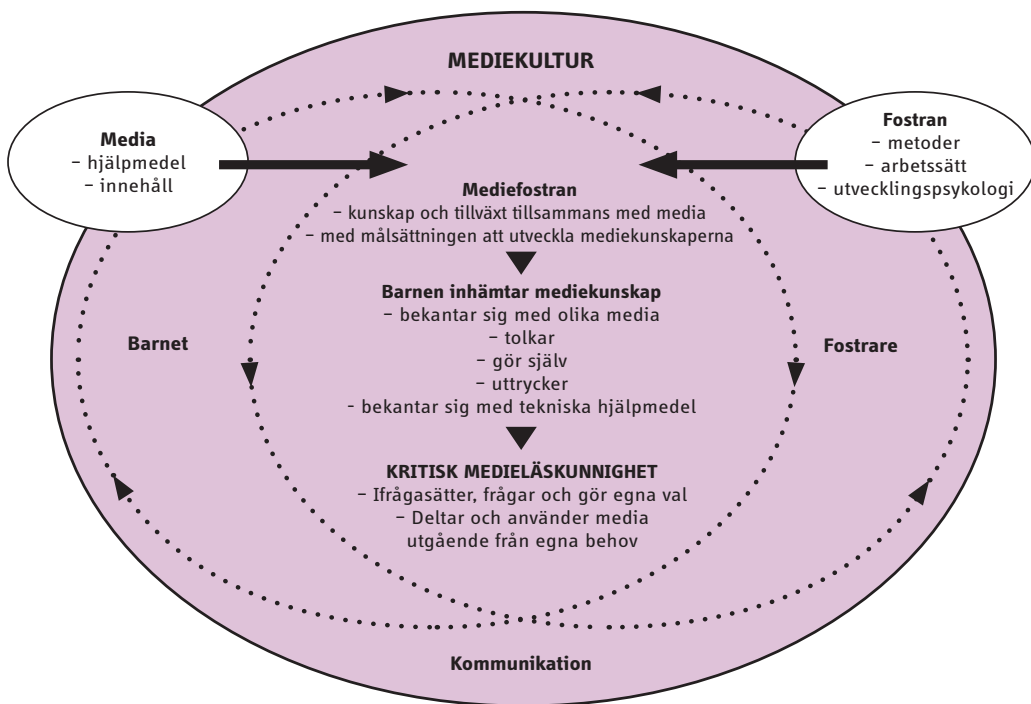 MEDIEKULTUR
Media
– hjälpmedel
– innehåll
Fostran
– metoder
– arbetssätt
– utvecklingspsykologi
Mediefostran
– kunskap och tillväxt tillsammans med media
– med målsättningen att utveckla mediekunskaperna
Barnen inhämtar mediekunskap
– bekantar sig med olika media
– tolkar
– gör själv
– uttrycker
– bekantar sig med tekniska hjälpmedel
Barnet
Fostrare
KRITISK MEDIELÄSKUNNIGHET
– Ifrågasätter, frågar och gör egna val
– Deltar och använder media
utgående från egna behov
Kommunikation